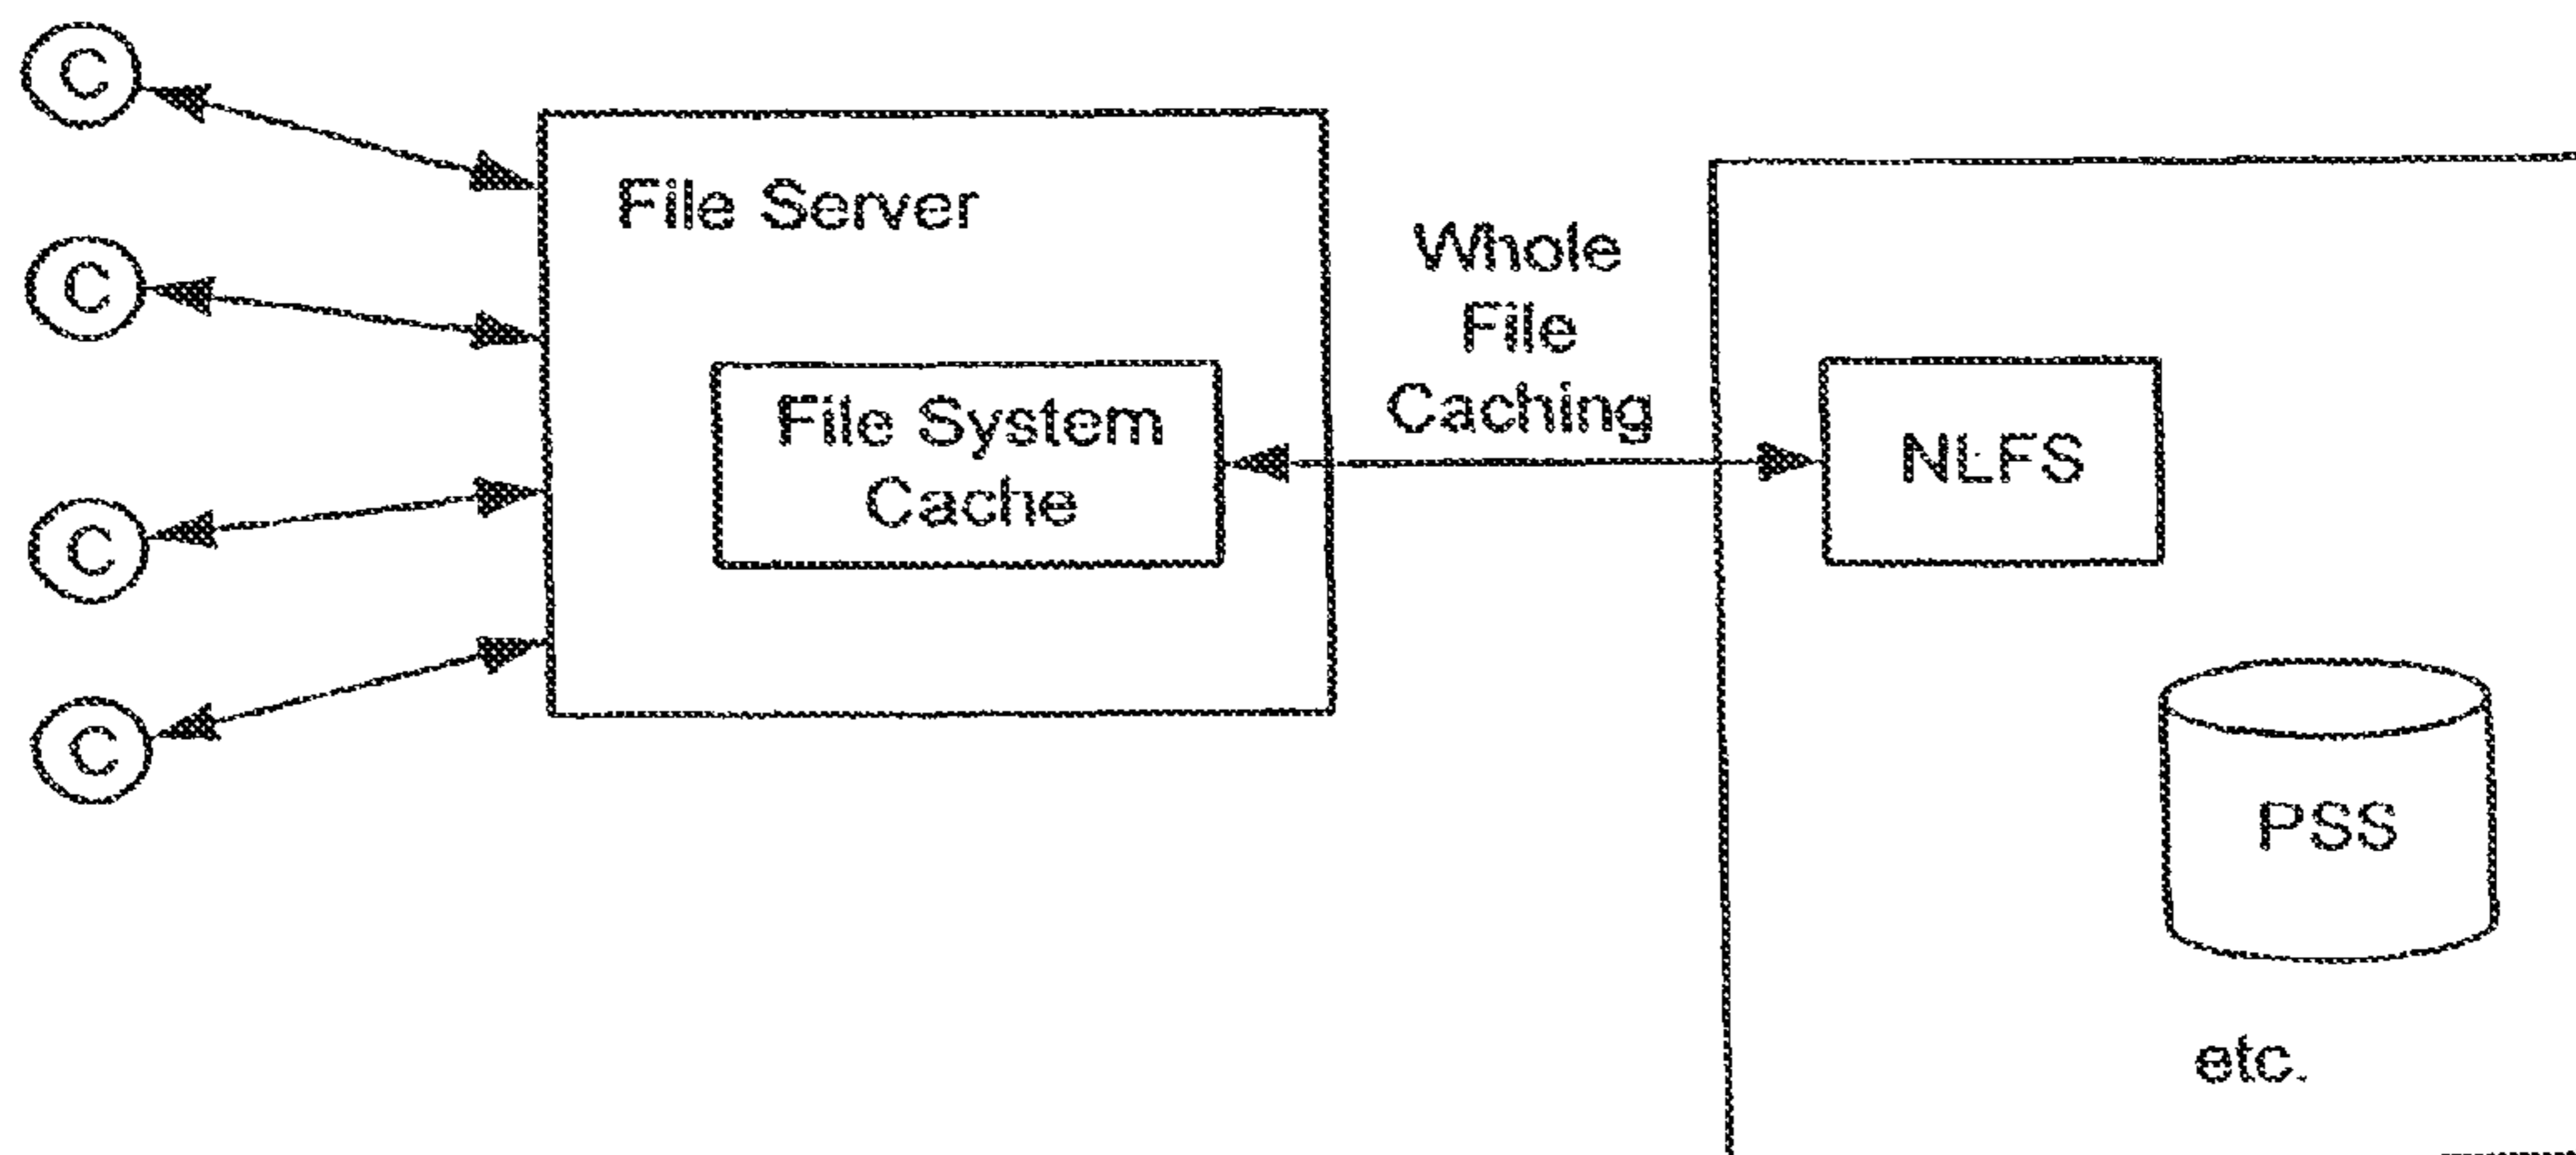 C
C
C
C
File Server
File System
Cache
Whole
File
Caching
NLFS
PSS
etc.